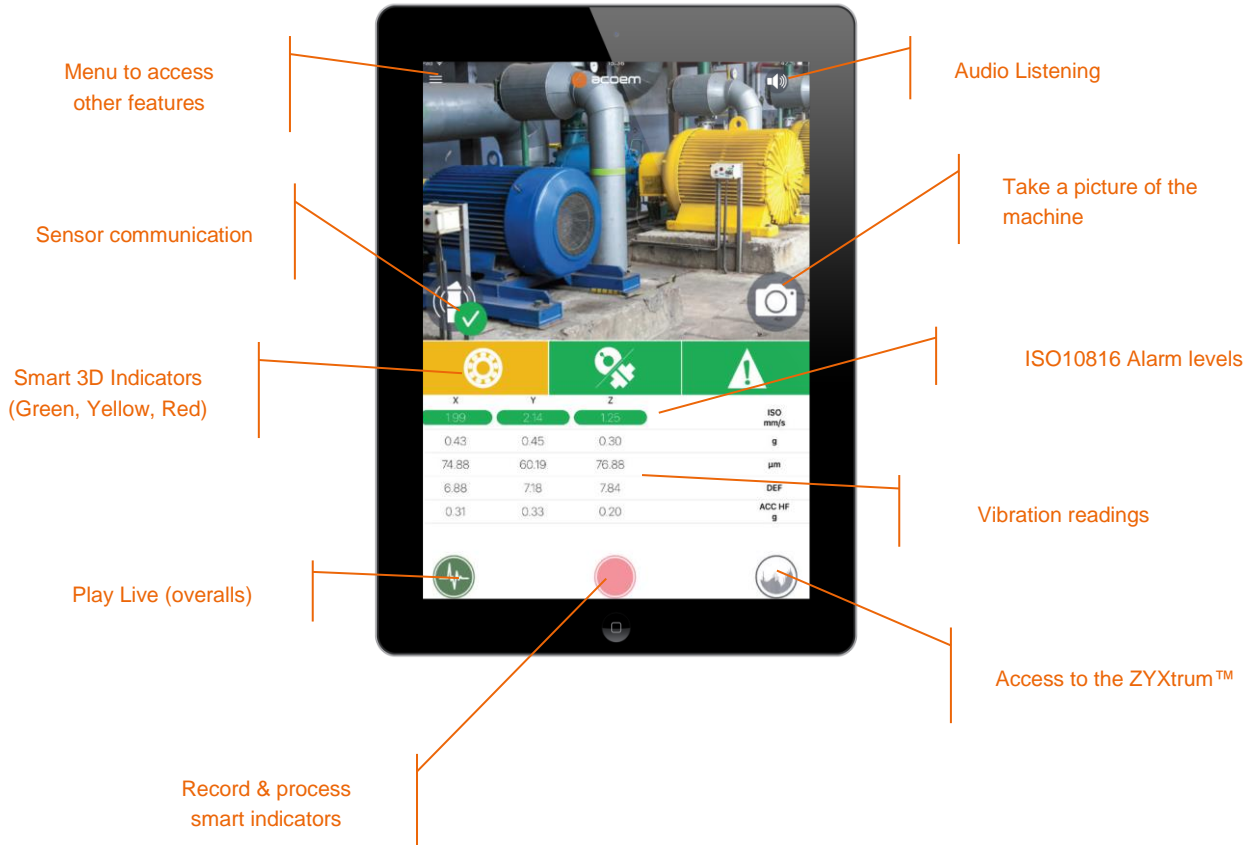 Menu to access
other features
acoem
Audio Listening
Take a picture of the
machine
Sensor communication
ISO10816 Alarm levels
Smart 3D Indicators
(Green, Yellow, Red)
X Y Z
1.99 2.14 1.25 ISO
mm/s
0.43 0.45 0.30 g
74.88 60.19 76.88 µm
6.88 7.18 7.84 DEF
0.31 0.33 0.20 ACC HF
g
Vibration readings
Play Live (overalls)
Access to the ZYXtrum™
Record & process
smart indicators